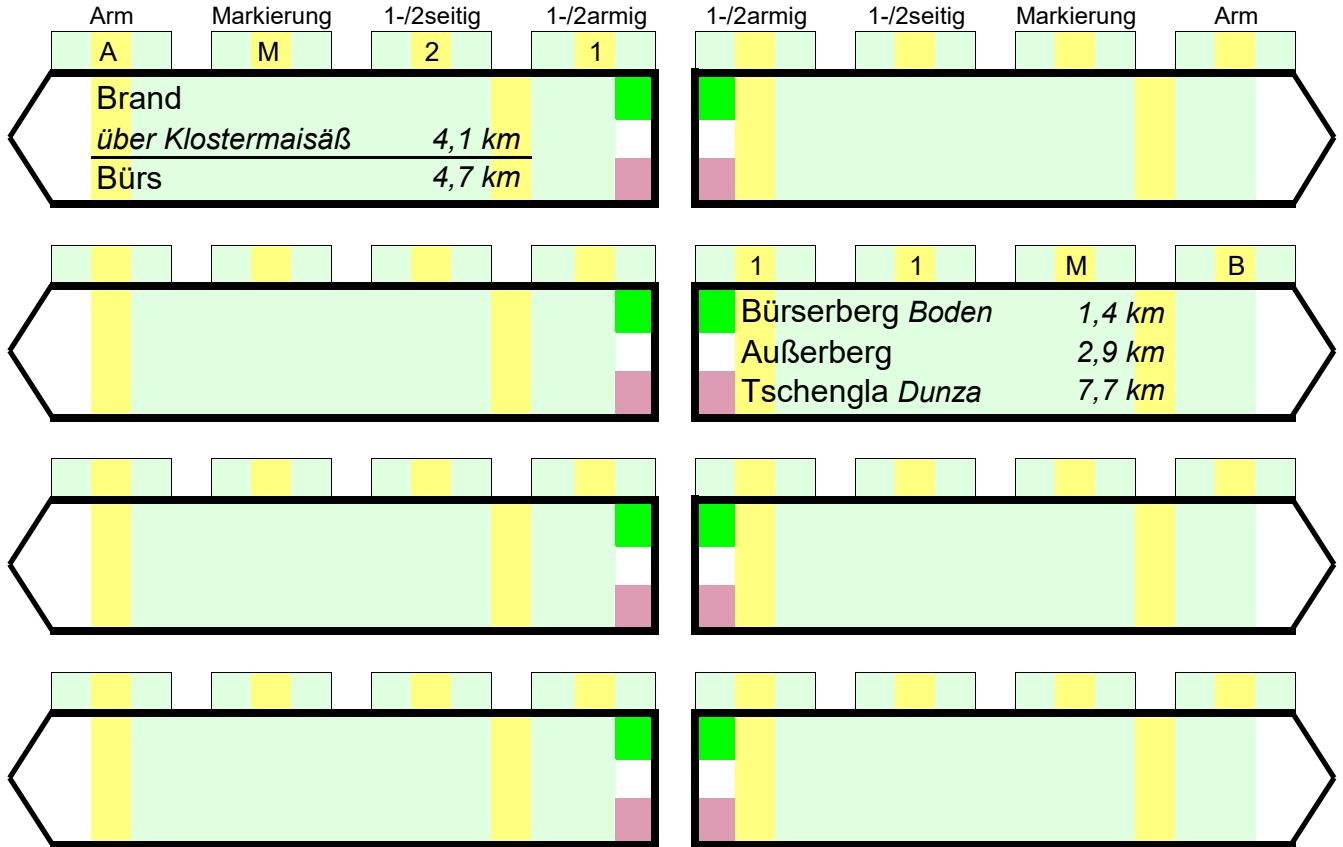 Arm Markierung 1-/2seitig 1-/2armig 1-/2armig 1-/2seitig Markierung Arm
A M 2 1
Brand
über Klostermaisäß 4,1 km
Bürs 4,7 km
1 1 M B
Bürserberg Boden 1,4 km
Außerberg 2,9 km
Tschengla Dunza 7,7 km